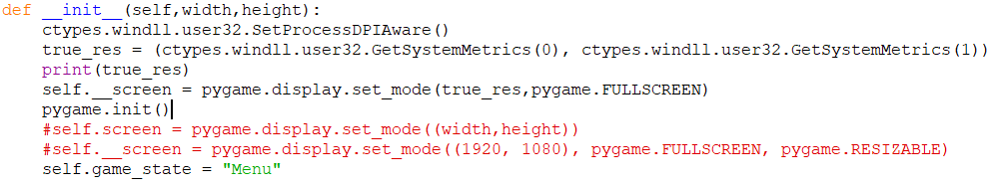 def __init__(self,width,height):
    ctypes.windll.user32.SetProcessDPIAware()
    true_res = (ctypes.windll.user32.GetSystemMetrics(0), ctypes.windll.user32.GetSystemMetrics(1))
    print(true_res)
    self.__screen = pygame.display.set_mode(true_res,pygame.FULLSCREEN)
    pygame.init()
    #self.screen = pygame.display.set_mode((width,height))
    #self.__screen = pygame.display.set_mode((1920, 1080), pygame.FULLSCREEN, pygame.RESIZABLE)
    self.game_state = "Menu"